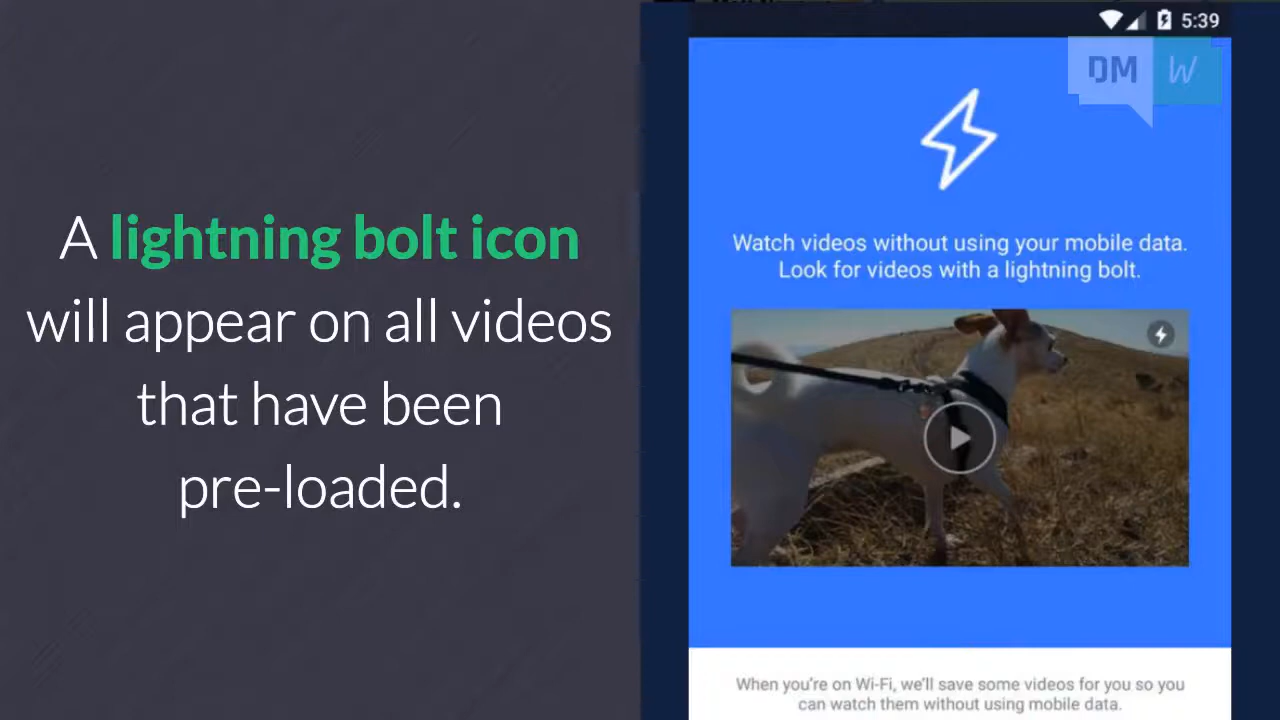 A lightning bolt icon
will appear on all videos
that have been
pre-loaded.
5:39
DM W
Watch videos without using your mobile data.
Look for videos with a lightning bolt.
When you're on Wi-Fi, we'll save some videos for you so you
can watch them without using mobile data.